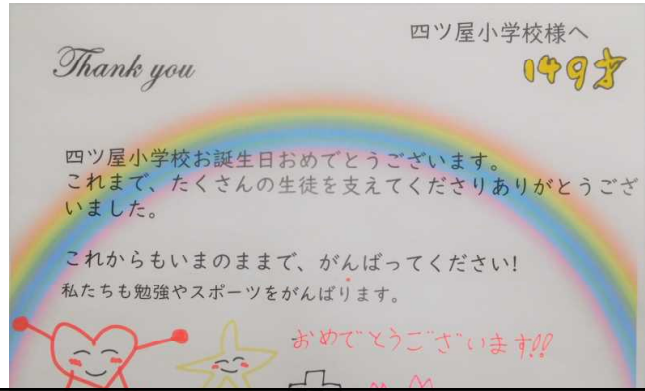 四ツ屋小学校様へ
Thank you
149才
四ツ屋小学校お誕生日おめでとうございます。
これまで、たくさんの生徒を支えてくださりありがとうござ
いました。
これからもいまのままで、がんばってください!
私たちも勉強やスポーツをがんばります。
おめでとうございます!!